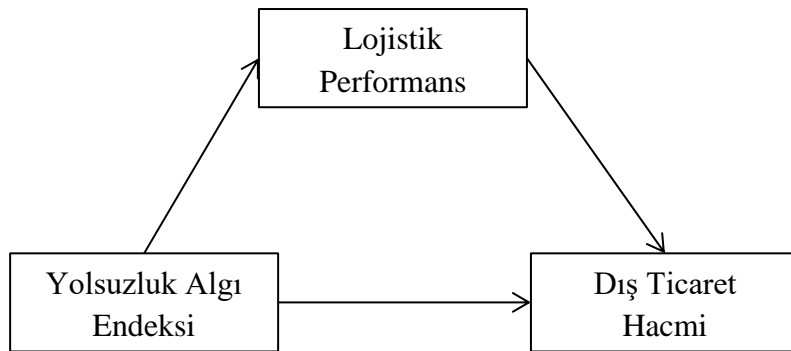 Lojistik
Performans
Yolsuzluk Algı
Endeksi
Dış Ticaret
Hacmi